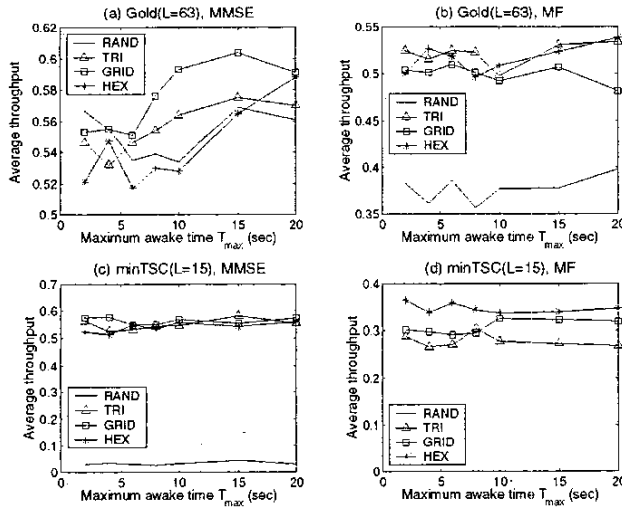 (a) Gold(L=63), MMSE
0.62
0.6
0.58
0.56
0.54
0.52
0.5
RAND
TRI
GRID
HEX
Average throughput
0 5 10 15 20
Maximum awake time Tmax (sec)
(b) Gold(L=63), MF
0.55
0.5
0.45
0.4
0.35
RAND
TRI
GRID
HEX
Average throughput
0 5 10 15 20
Maximum awake time Tmax (sec)
(c) minTSC(L=15), MMSE
0.7
0.6
0.5
0.4
0.3
0.2
0.1
0
RAND
TRI
GRID
HEX
Average throughput
0 5 10 15 20
Maximum awake time Tmax (sec)
(d) minTSC(L=15), MF
0.4
0.3
0.2
0.1
0
RAND
TRI
GRID
HEX
Average throughput
0 5 10 15 20
Maximum awake time Tmax (sec)